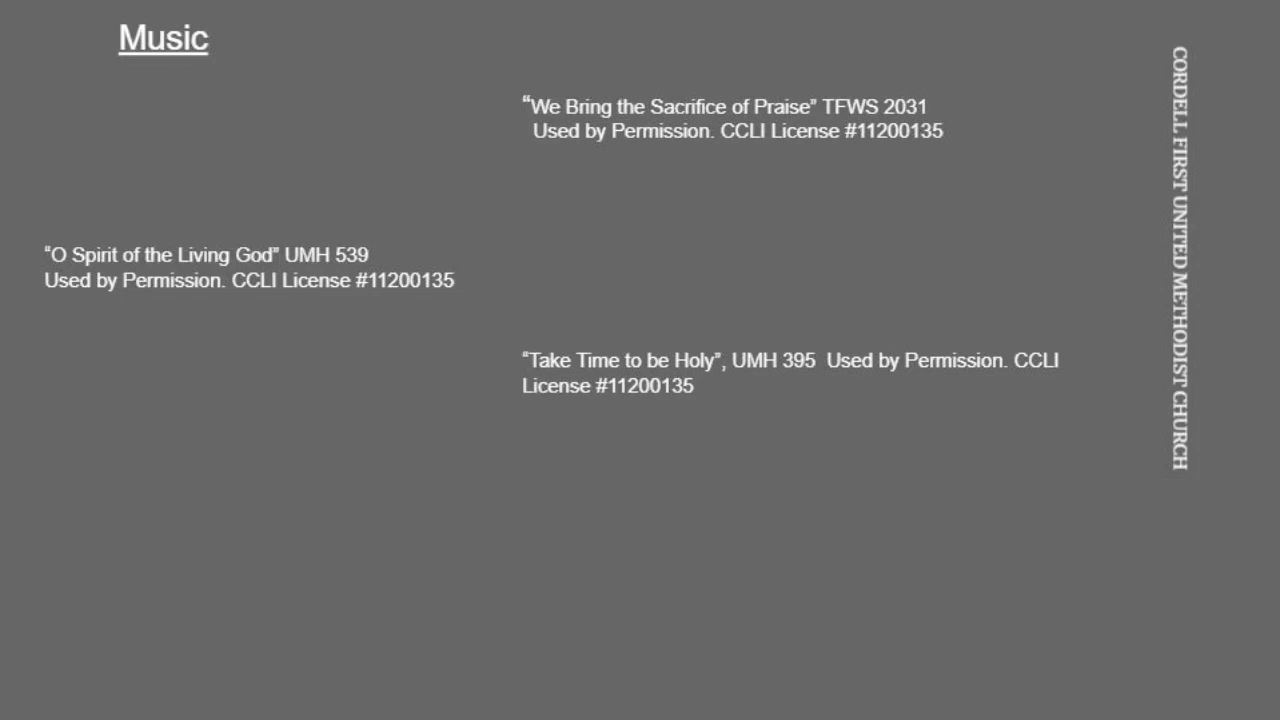 Music
“We Bring the Sacrifice of Praise” TFWS 2031
Used by Permission. CCLI License #11200135
“O Spirit of the Living God” UMH 539
Used by Permission. CCLI License #11200135
“Take Time to be Holy”, UMH 395 Used by Permission. CCLI
License #11200135
CORDELL FIRST UNITED METHODIST CHURCH